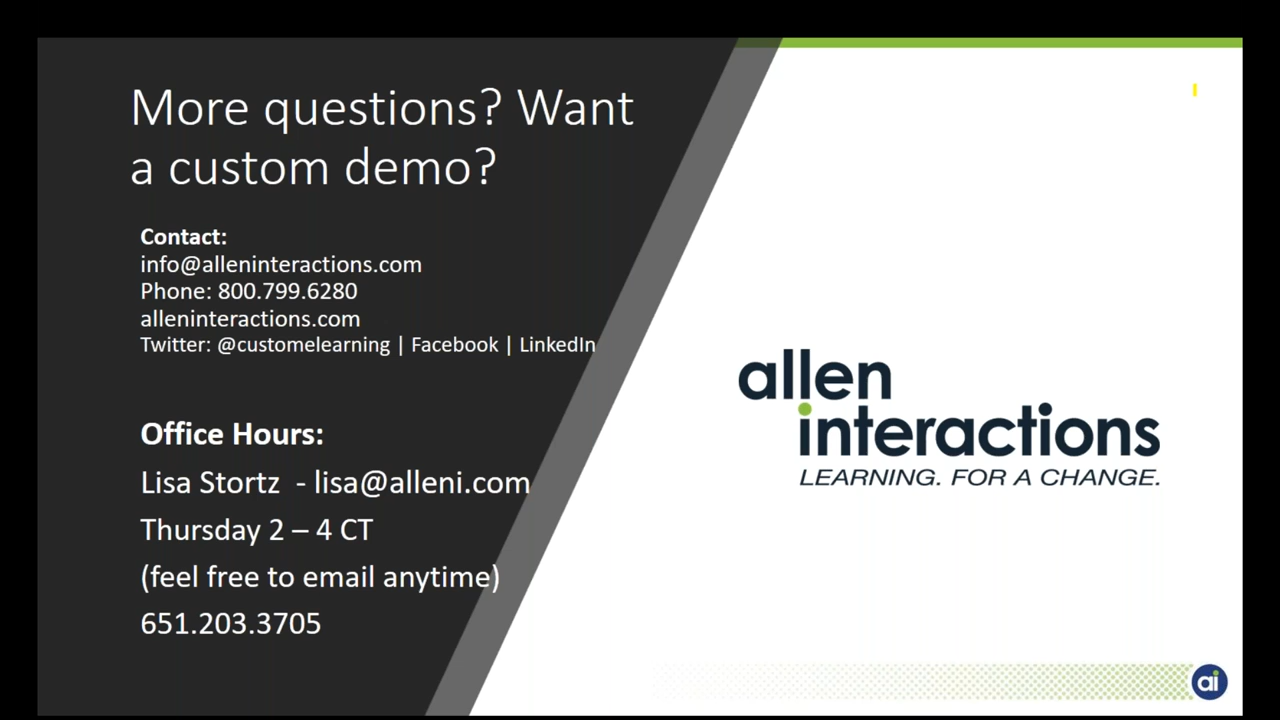 More questions? Want
a custom demo?
Contact:
info@alleninteractions.com
Phone: 800.799.6280
alleninteractions.com
Twitter: @customelearning | Facebook | LinkedIn
Office Hours:
Lisa Stortz - lisa@alleni.com
Thursday 2 – 4 CT
(feel free to email anytime)
651.203.3705
allen
interactions
LEARNING. FOR A CHANGE.
ai